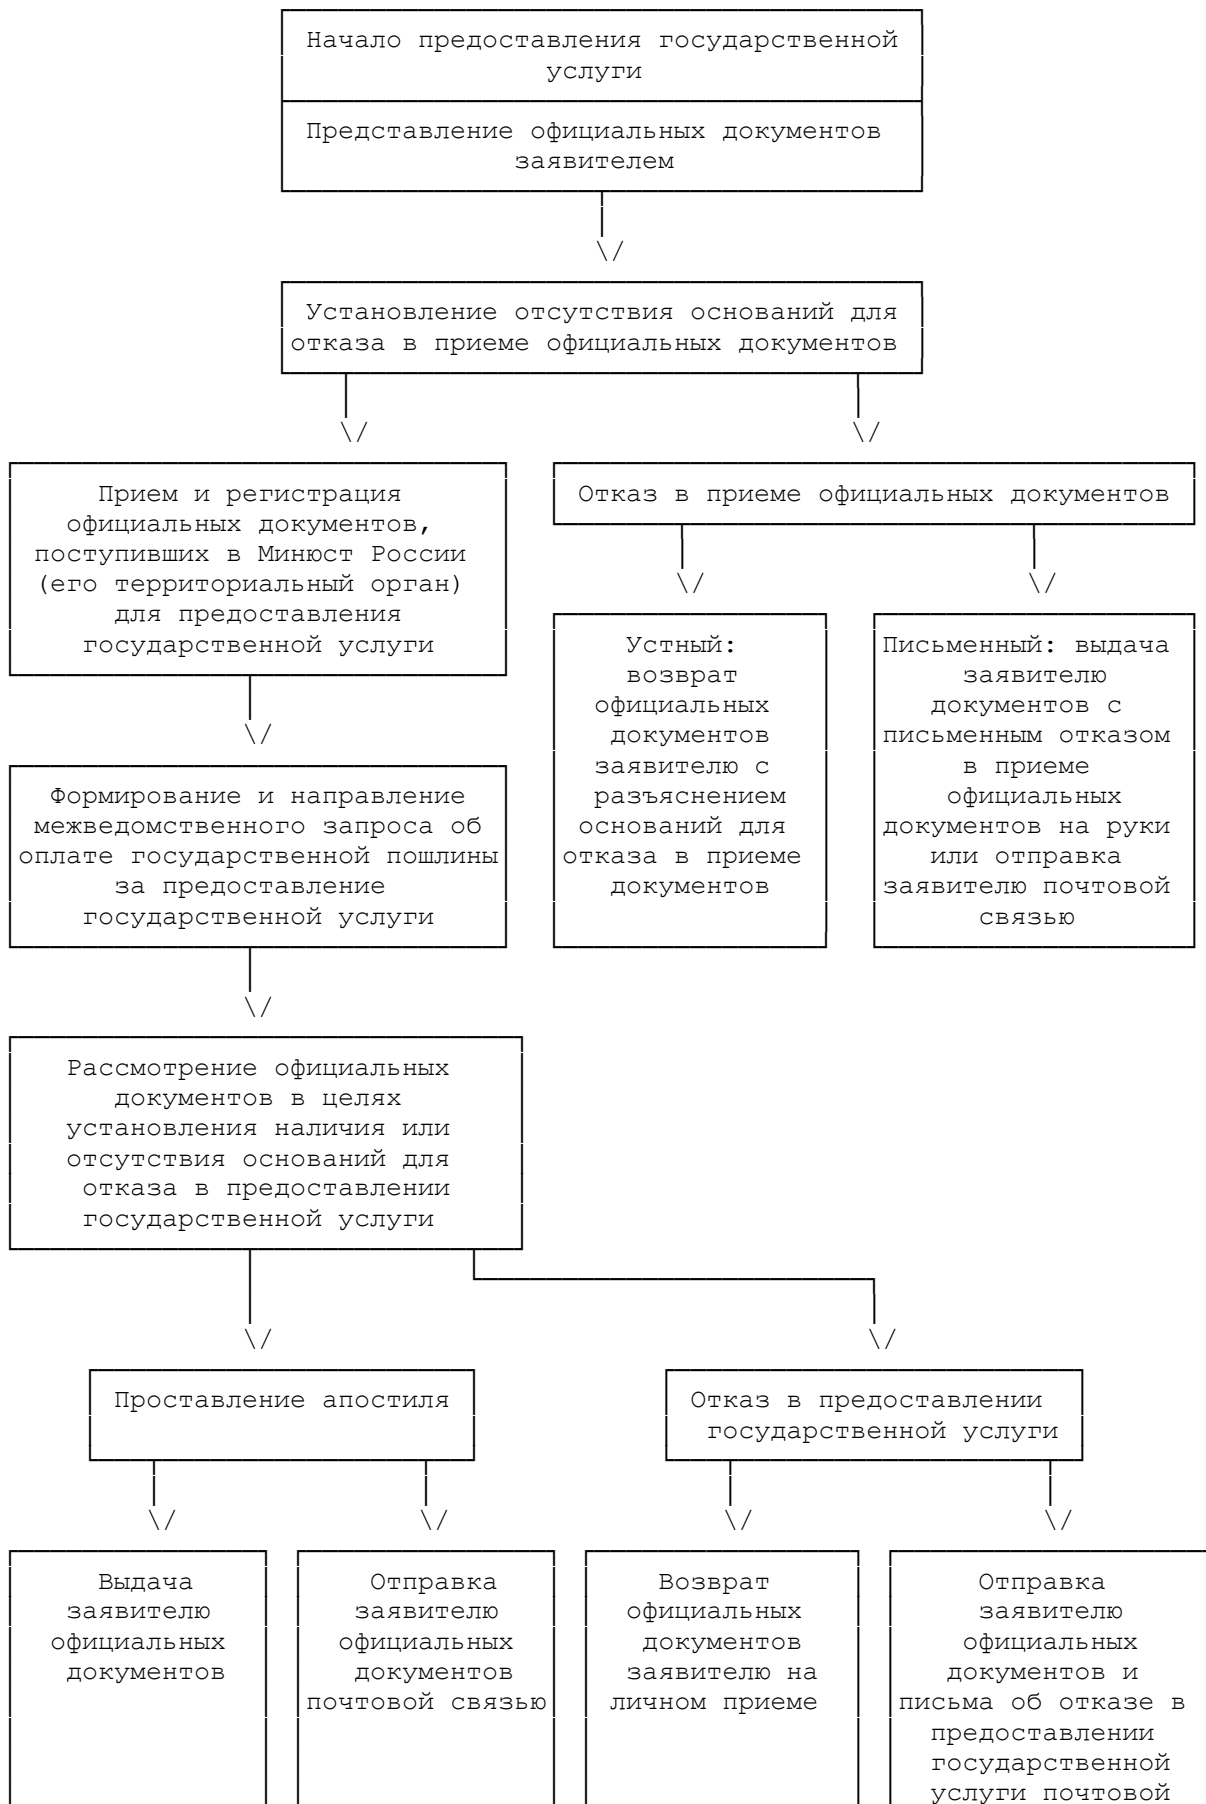 Начало предоставления государственной
услуги
Представление официальных документов
заявителем
\/
Установление отсутствия оснований для
отказа в приеме официальных документов
\/
\/
Прием и регистрация
официальных документов,
поступивших в Минюст России
(его территориальный орган)
для предоставления
государственной услуги
Отказ в приеме официальных документов
\/
\/
Устный:
возврат
официальных
документов
заявителю с
разъяснением
оснований для
отказа в приеме
документов
Письменный: выдача
заявителю
документов с
письменным отказом
в приеме
официальных
документов на руки
или отправка
заявителю почтовой
связью
\/
Формирование и направление
межведомственного запроса об
оплате государственной пошлины
за предоставление
государственной услуги
\/
Рассмотрение официальных
документов в целях
установления наличия или
отсутствия оснований для
отказа в предоставлении
государственной услуги
\/
\/
Проставление апостиля
Отказ в предоставлении
государственной услуги
\/
\/
\/
\/
Выдача
заявителю
официальных
документов
Отправка
заявителю
официальных
документов
почтовой связью
Возврат
официальных
документов
заявителю на
личном приеме
Отправка
заявителю
официальных
документов и
письма об отказе в
предоставлении
государственной
услуги почтовой